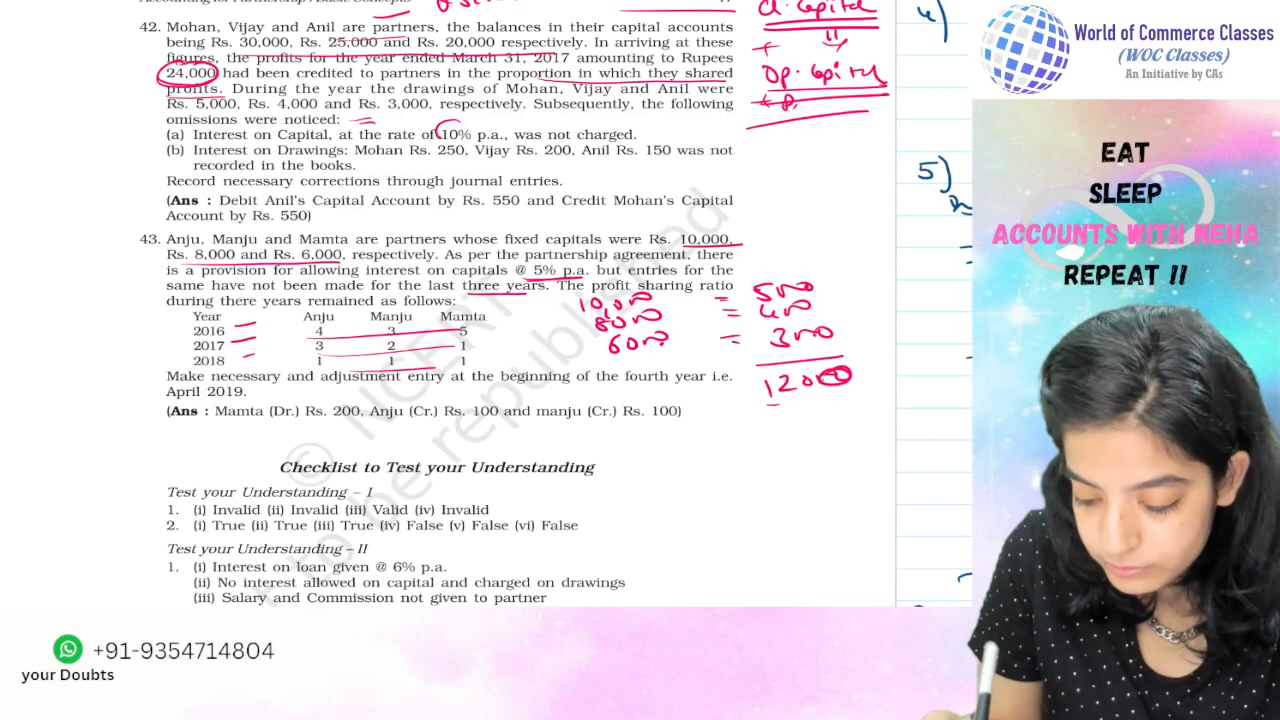 Accounting for Partnership : Basic Concepts
42. Mohan, Vijay and Anil are partners, the balances in their capital accounts
being Rs. 30,000, Rs. 25,000 and Rs. 20,000 respectively. In arriving at these
figures, the profits for the year ended March 31, 2017 amounting to Rupees
24,000 had been credited to partners in the proportion in which they shared
profits. During the year the drawings of Mohan, Vijay and Anil were
Rs. 5,000, Rs. 4,000 and Rs. 3,000, respectively. Subsequently, the following
omissions were noticed:
(a) Interest on Capital, at the rate of 10% p.a., was not charged.
(b) Interest on Drawings: Mohan Rs. 250, Vijay Rs. 200, Anil Rs. 150 was not
recorded in the books.
Record necessary corrections through journal entries.
(Ans : Debit Anil's Capital Account by Rs. 550 and Credit Mohan's Capital
Account by Rs. 550)
Cl. Capital
Op. Capital
43. Anju, Manju and Mamta are partners whose fixed capitals were Rs. 10,000,
Rs. 8,000 and Rs. 6,000, respectively. As per the partnership agreement, there
is a provision for allowing interest on capitals @ 5% p.a. but entries for the
same have not been made for the last three years. The profit sharing ratio
during there years remained as follows:
Year Anju Manju Mamta
2016 4 3 5
2017 3 2 1
2018 1 1 1
10,000 = 500
8000 = 400
6000 = 300
1200
Make necessary and adjustment entry at the beginning of the fourth year i.e.
April 2019.
(Ans : Mamta (Dr.) Rs. 200, Anju (Cr.) Rs. 100 and manju (Cr.) Rs. 100)
Checklist to Test your Understanding
Test your Understanding – I
1. (i) Invalid (ii) Invalid (iii) Valid (iv) Invalid
2. (i) True (ii) True (iii) True (iv) False (v) False (vi) False
Test your Understanding – II
1. (i) Interest on loan given @ 6% p.a.
(ii) No interest allowed on capital and charged on drawings
(iii) Salary and Commission not given to partner
© NCERT
to be republished
4)
5)
World of Commerce Classes
(WOC Classes)
An Initiative by CAs
EAT
SLEEP
ACCOUNTS WITH NEHA
REPEAT !!
+91-9354714804
your Doubts